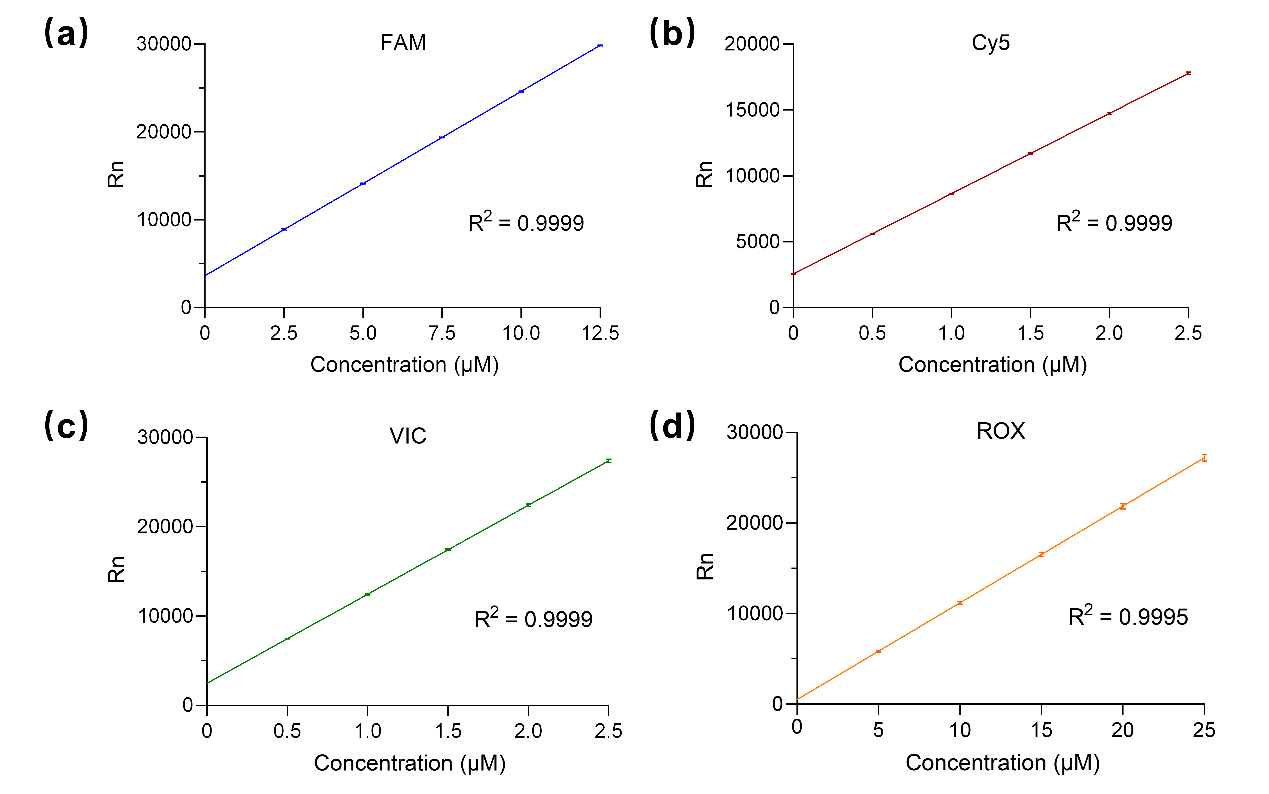 (a)
FAM
30000
20000
10000
0
Rn
R² = 0.9999
0 2.5 5.0 7.5 10.0 12.5
Concentration (µM)
(b)
Cy5
20000
15000
10000
5000
0
Rn
R² = 0.9999
0 0.5 1.0 1.5 2.0 2.5
Concentration (µM)
(c)
VIC
30000
20000
10000
0
Rn
R² = 0.9999
0 0.5 1.0 1.5 2.0 2.5
Concentration (µM)
(d)
ROX
30000
20000
10000
0
Rn
R² = 0.9995
0 5 10 15 20 25
Concentration (µM)